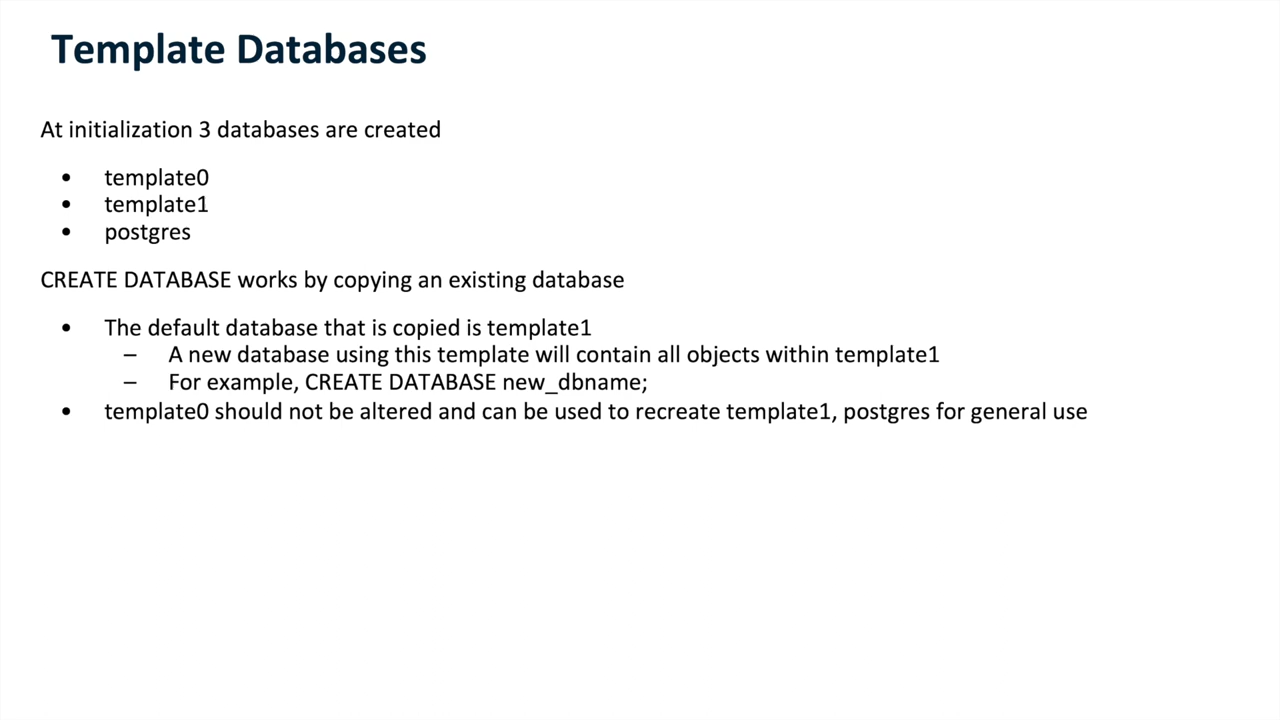 Template Databases
At initialization 3 databases are created
• template0
• template1
• postgres
CREATE DATABASE works by copying an existing database
• The default database that is copied is template1
– A new database using this template will contain all objects within template1
– For example, CREATE DATABASE new_dbname;
• template0 should not be altered and can be used to recreate template1, postgres for general use